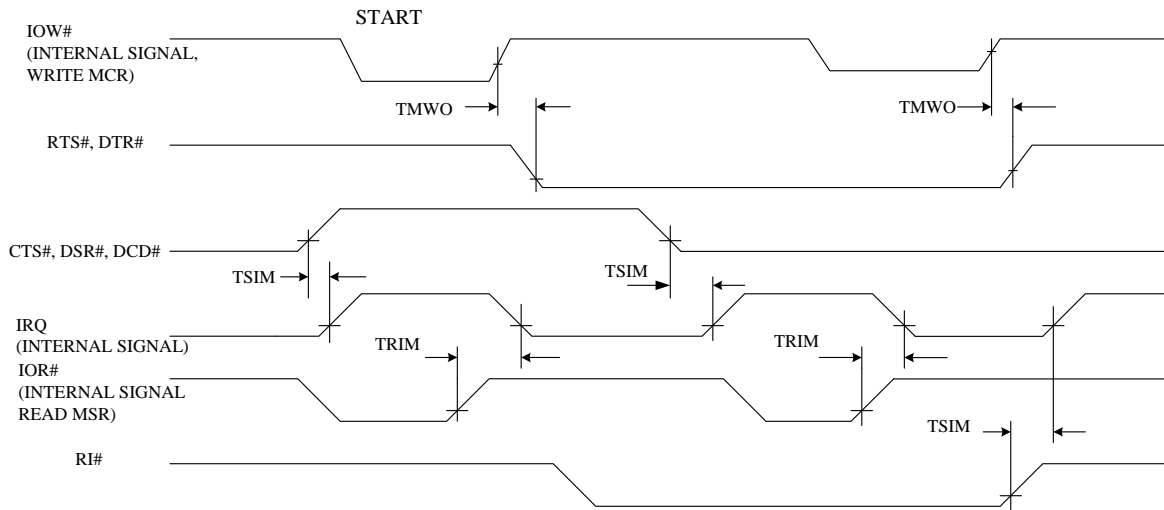 START
IOW#
(INTERNAL SIGNAL,
WRITE MCR)
TMWO
TMWO
RTS#, DTR#
CTS#, DSR#, DCD#
TSIM
TSIM
IRQ
(INTERNAL SIGNAL)
TRIM
TRIM
IOR#
(INTERNAL SIGNAL
READ MSR)
TSIM
RI#